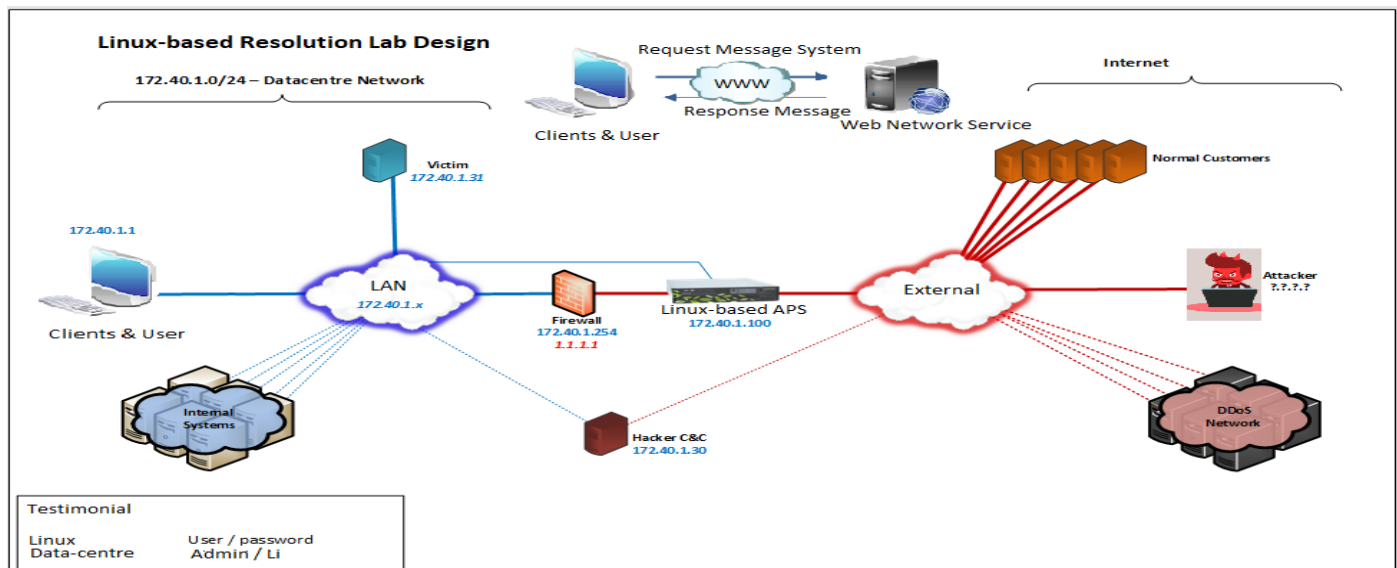 Linux-based Resolution Lab Design
172.40.1.0/24 – Datacentre Network
Request Message System
WWW
Response Message
Clients & User
Web Network Service
Internet
Victim
172.40.1.31
Normal Customers
172.40.1.1
Clients & User
LAN
172.40.1.x
Firewall
172.40.1.254
1.1.1.1
Linux-based APS
172.40.1.100
External
Attacker
?.?.?.?
Internal
Systems
Hacker C&C
172.40.1.30
DDoS
Network
Testimonial
Linux User / password
Data-centre Admin / Li